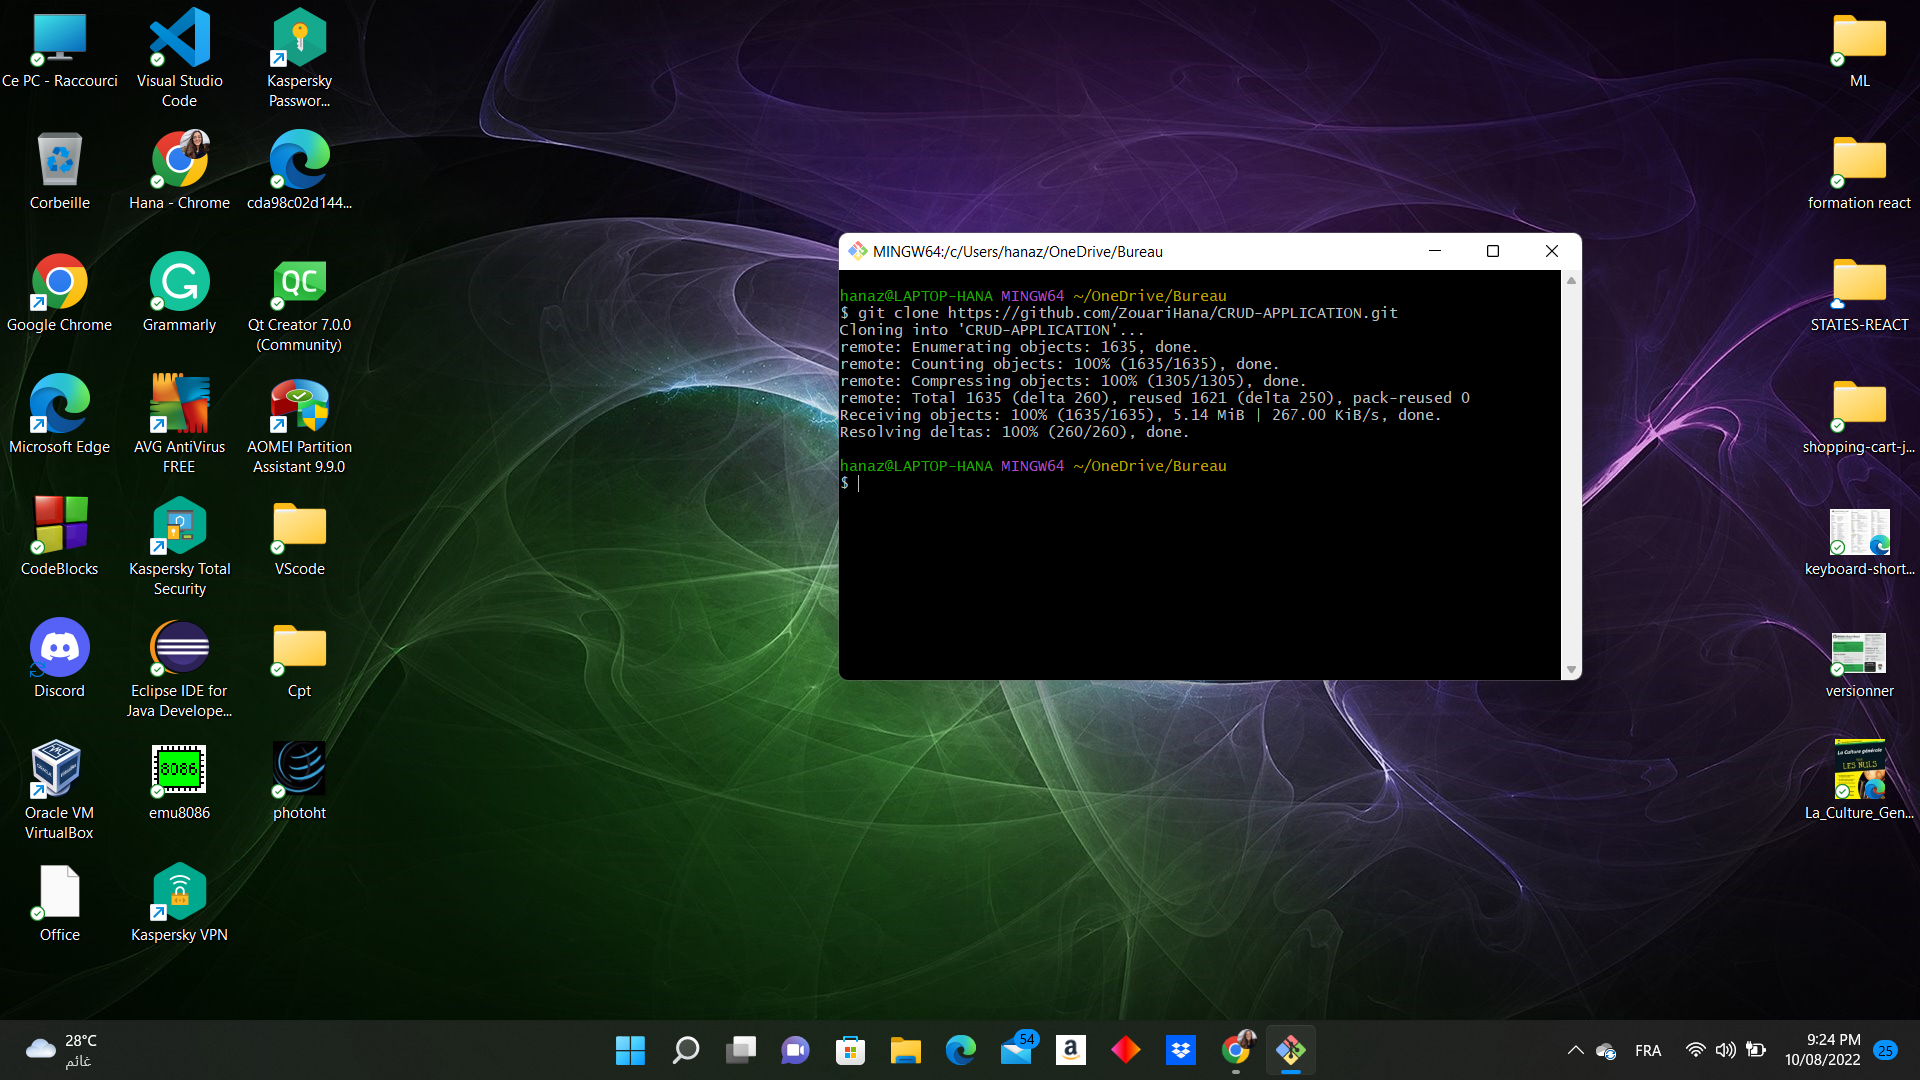 Ce PC - Raccourci
Visual Studio
Code
Kaspersky
Passwor...
Corbeille
Hana - Chrome
cda98c02d144...
Google Chrome
Grammarly
QC
Qt Creator 7.0.0
(Community)
Microsoft Edge
AVG AntiVirus
FREE
AOMEI Partition
Assistant 9.9.0
CodeBlocks
Kaspersky Total
Security
VScode
Discord
Eclipse IDE for
Java Develope...
Cpt
Oracle VM
VirtualBox
8086
emu8086
photoht
Office
Kaspersky VPN
MINGW64:/c/Users/hanaz/OneDrive/Bureau
hanaz@LAPTOP-HANA MINGW64 ~/OneDrive/Bureau
$ git clone https://github.com/ZouariHana/CRUD-APPLICATION.git
Cloning into 'CRUD-APPLICATION'...
remote: Enumerating objects: 1635, done.
remote: Counting objects: 100% (1635/1635), done.
remote: Compressing objects: 100% (1305/1305), done.
remote: Total 1635 (delta 260), reused 1621 (delta 250), pack-reused 0
Receiving objects: 100% (1635/1635), 5.14 MiB | 267.00 KiB/s, done.
Resolving deltas: 100% (260/260), done.
hanaz@LAPTOP-HANA MINGW64 ~/OneDrive/Bureau
$
ML
formation react
STATES-REACT
shopping-cart-j...
keyboard-short...
versionner
La Culture générale
LES NULS
La_Culture_Gen...
28°C
غائم
54
a
FRA
9:24 PM
10/08/2022
25